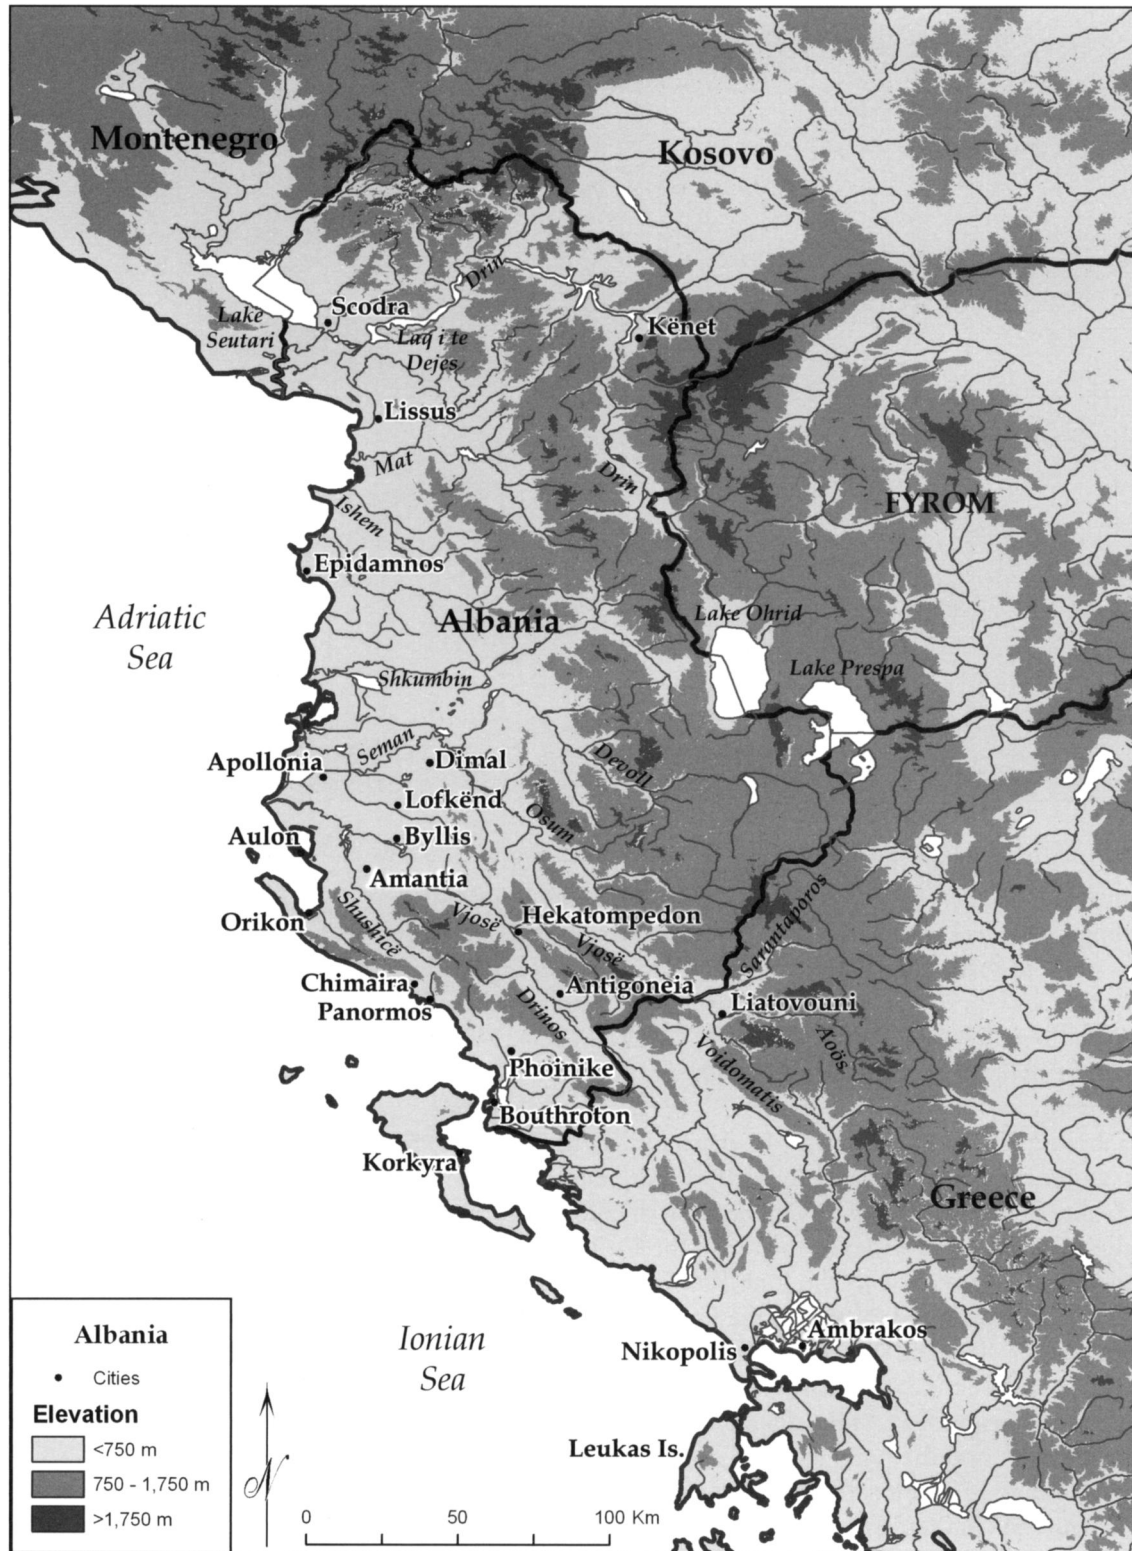 Montenegro
Kosovo
Drin
Scodra
Lake
Seutari
Laq i te
Dejes
Kënet
Lissus
Mat
Drin
Ishem
FYROM
Epidamnos
Adriatic
Sea
Albania
Lake Ohrid
Lake Prespa
Shkumbin
Seman
Apollonia
Dimal
Devoll
Lofkënd
Osum
Aulon
Byllis
Amantia
Orikon
Shushicë
Vjosë
Hekatompedon
Vjosë
Sarantaporos
Chimaira
Panormos
Antigoneia
Drinos
Liatovouni
Voidomatis
Aoös
Phoinike
Bouthroton
Korkyra
Greece
Ionian
Sea
Nikopolis
Ambrakos
Leukas Is.
Albania
Cities
Elevation
<750 m
750 - 1,750 m
>1,750 m
N
0 50 100 Km